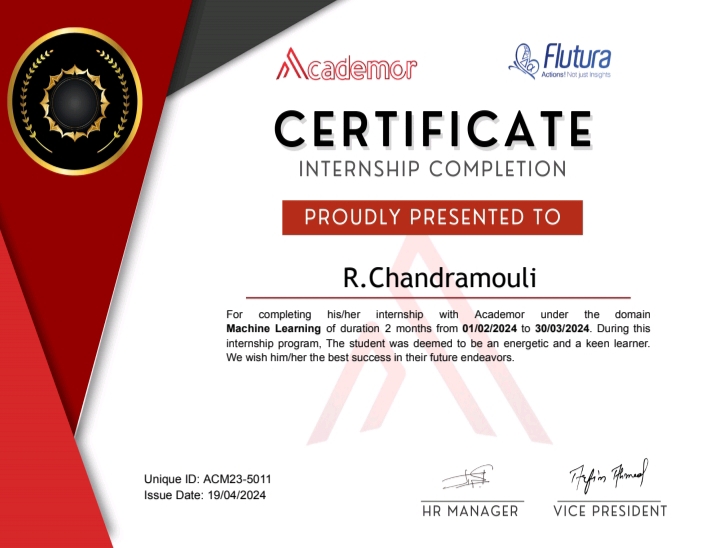 Academor
Flutura
Actions! Not just Insights
CERTIFICATE
INTERNSHIP COMPLETION
PROUDLY PRESENTED TO
R.Chandramouli
For completing his/her internship with Academor under the domain
Machine Learning of duration 2 months from 01/02/2024 to 30/03/2024. During this
internship program, The student was deemed to be an energetic and a keen learner.
We wish him/her the best success in their future endeavors.
Unique ID: ACM23-5011
Issue Date: 19/04/2024
HR MANAGER
VICE PRESIDENT